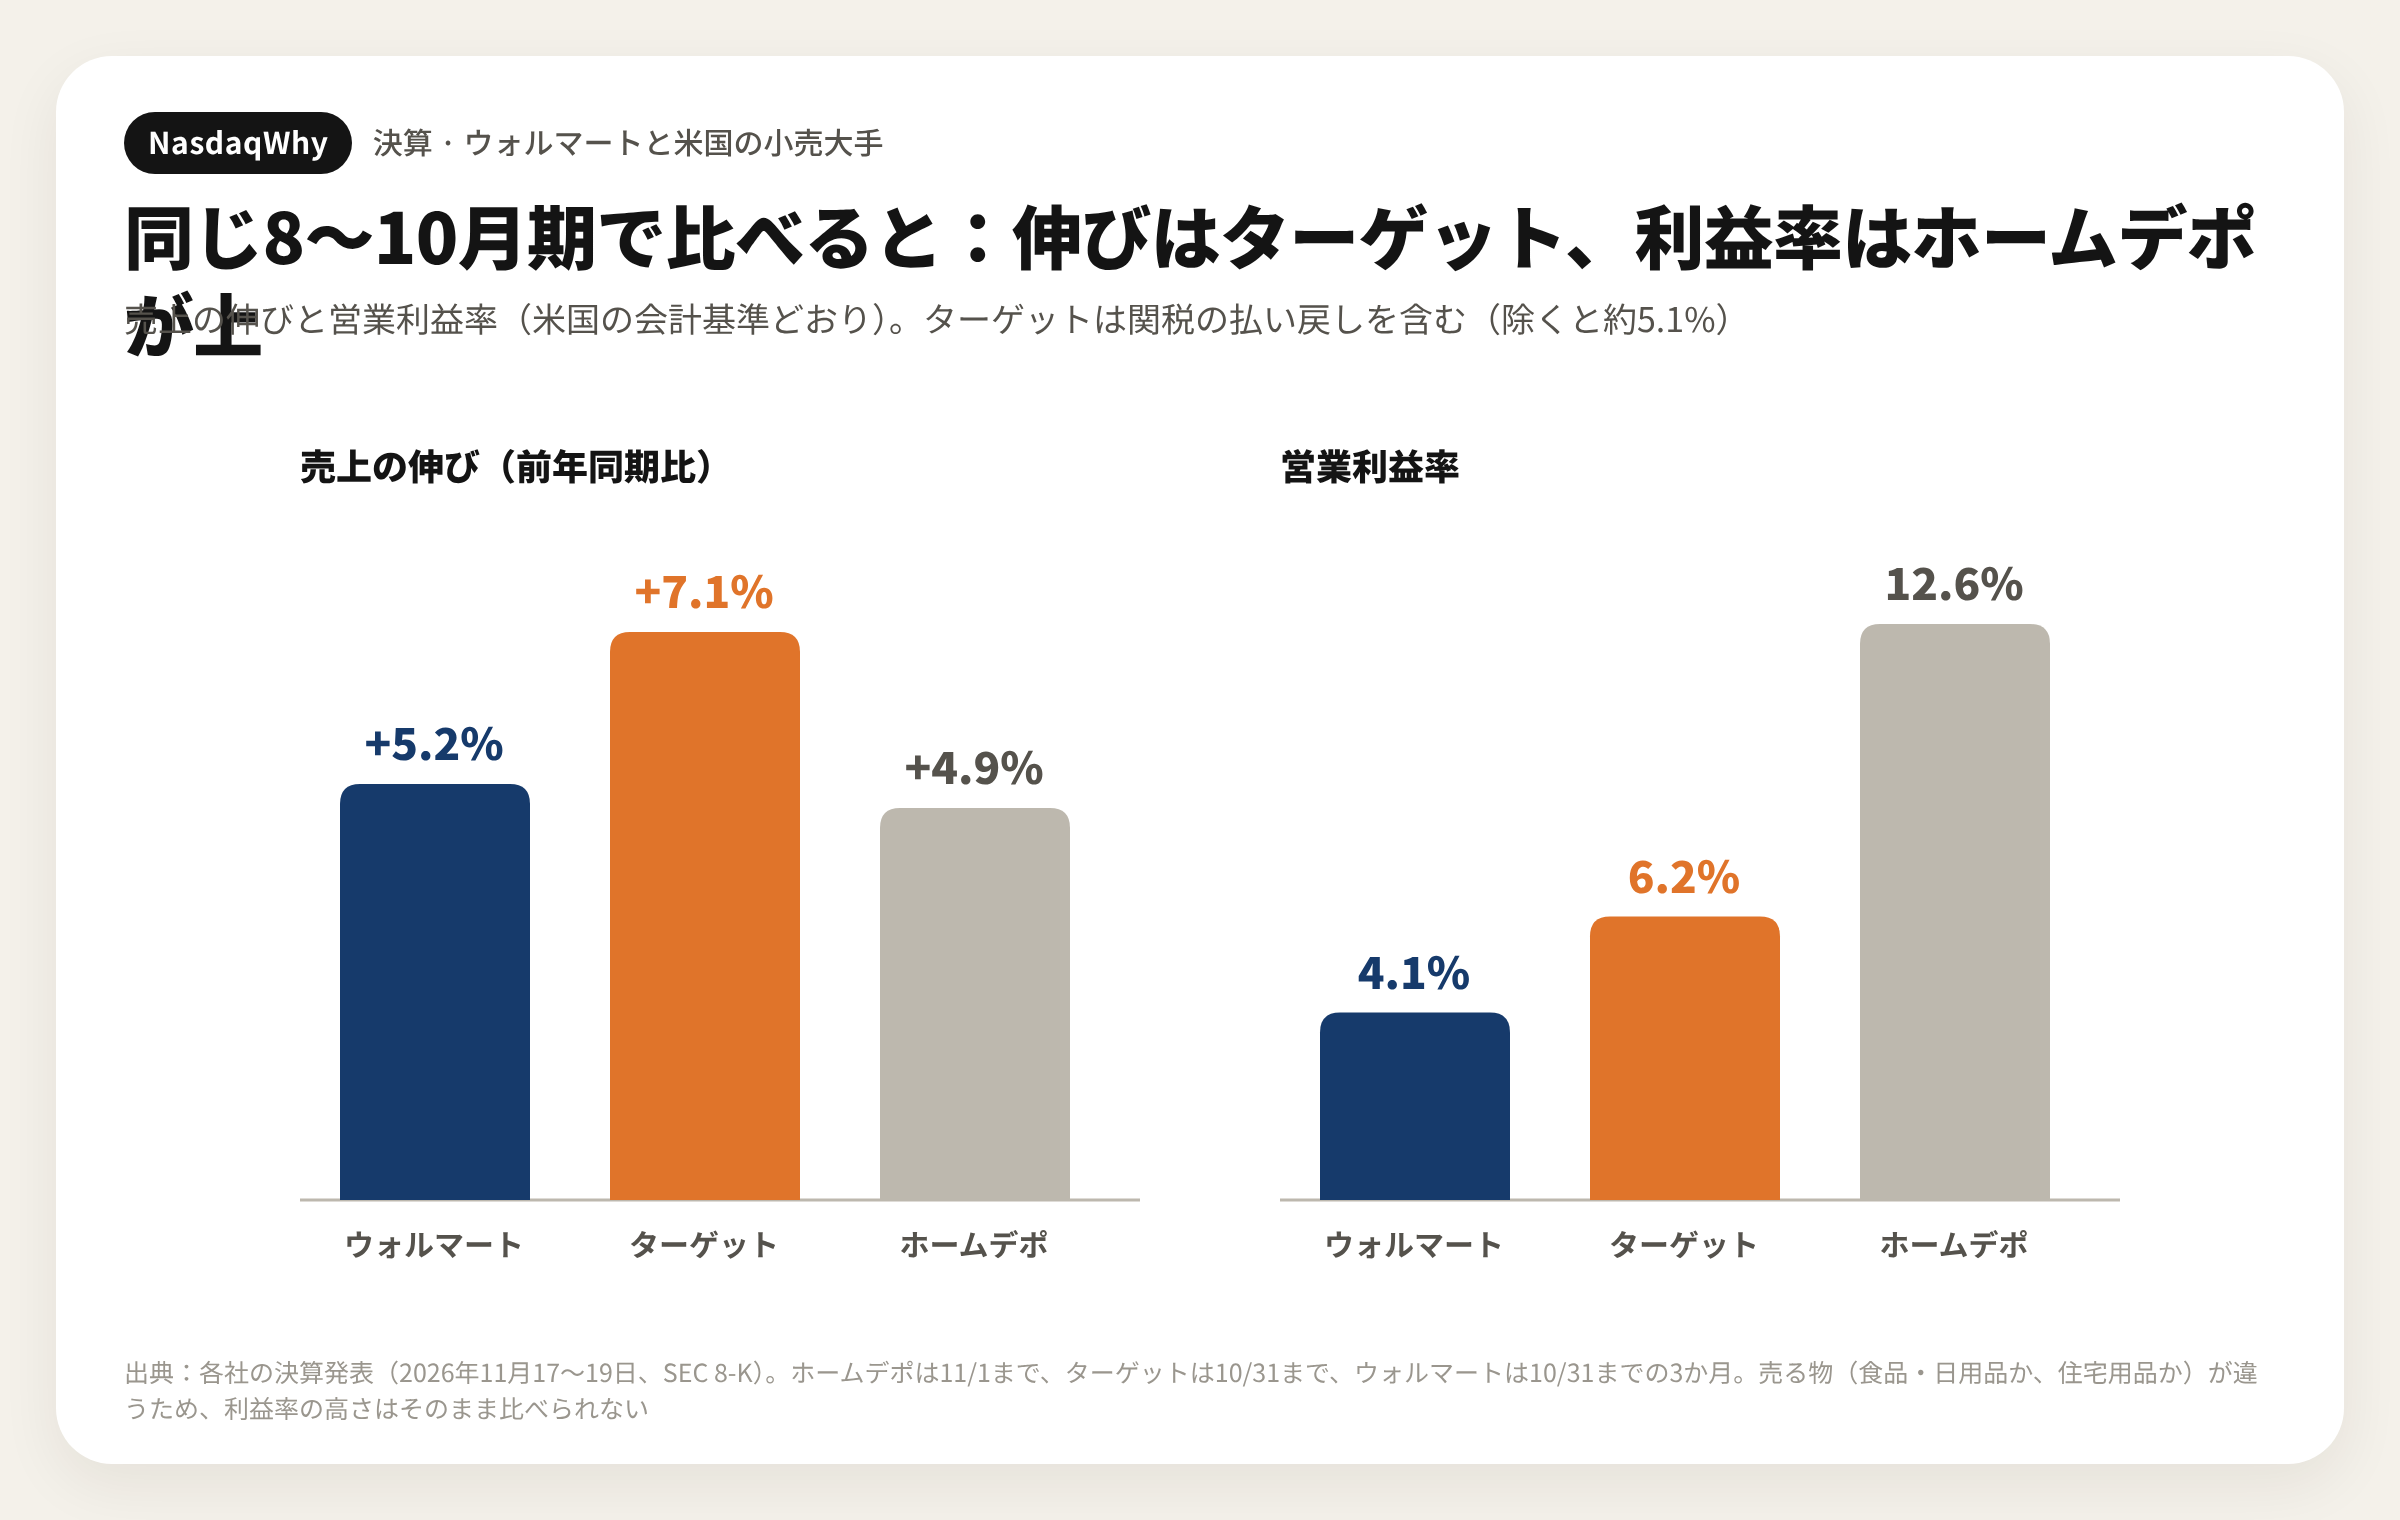 NasdaqWhy 決算・ウォルマートと米国の小売大手
同じ8〜10月期で比べると：伸びはターゲット、利益率はホームデポ
が上
売上の伸びと営業利益率（米国の会計基準どおり）。ターゲットは関税の払い戻しを含む（除くと約5.1%）
売上の伸び（前年同期比）
+5.2%
+7.1%
+4.9%
ウォルマート
ターゲット
ホームデポ
営業利益率
4.1%
6.2%
12.6%
ウォルマート
ターゲット
ホームデポ
出典：各社の決算発表（2026年11月17〜19日、SEC 8-K）。ホームデポは11/1まで、ターゲットは10/31まで、ウォルマートは10/31までの3か月。売る物（食品・日用品か、住宅用品か）が違
うため、利益率の高さはそのまま比べられない